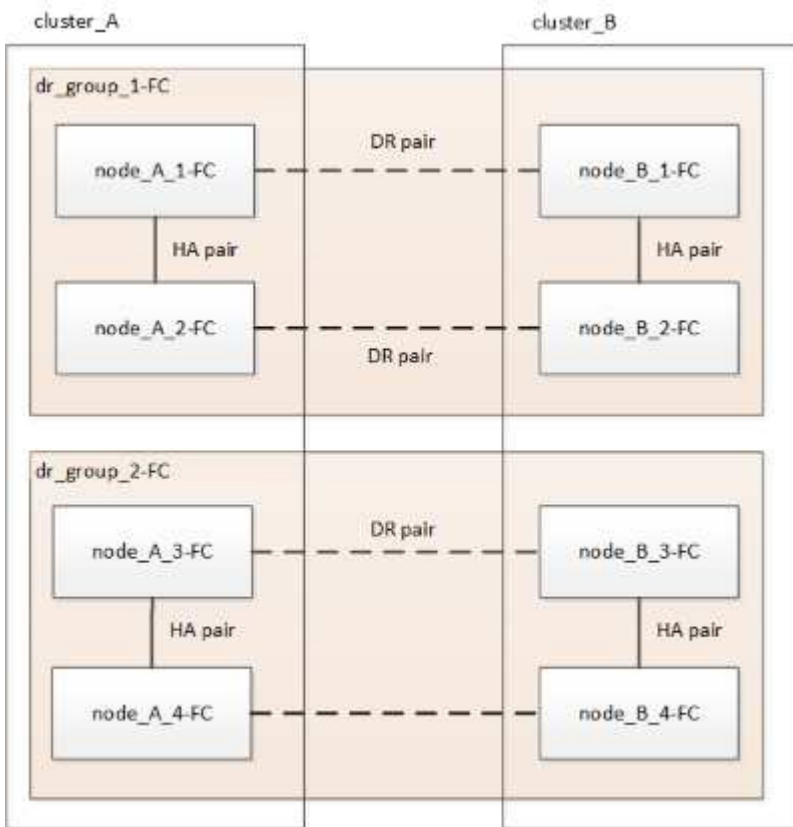 cluster_A
cluster_B
dr_group_1-FC
DR pair
node_A_1-FC
node_B_1-FC
HA pair
HA pair
node_A_2-FC
node_B_2-FC
DR pair
dr_group_2-FC
DR pair
node_A_3-FC
node_B_3-FC
HA pair
HA pair
node_A_4-FC
node_B_4-FC